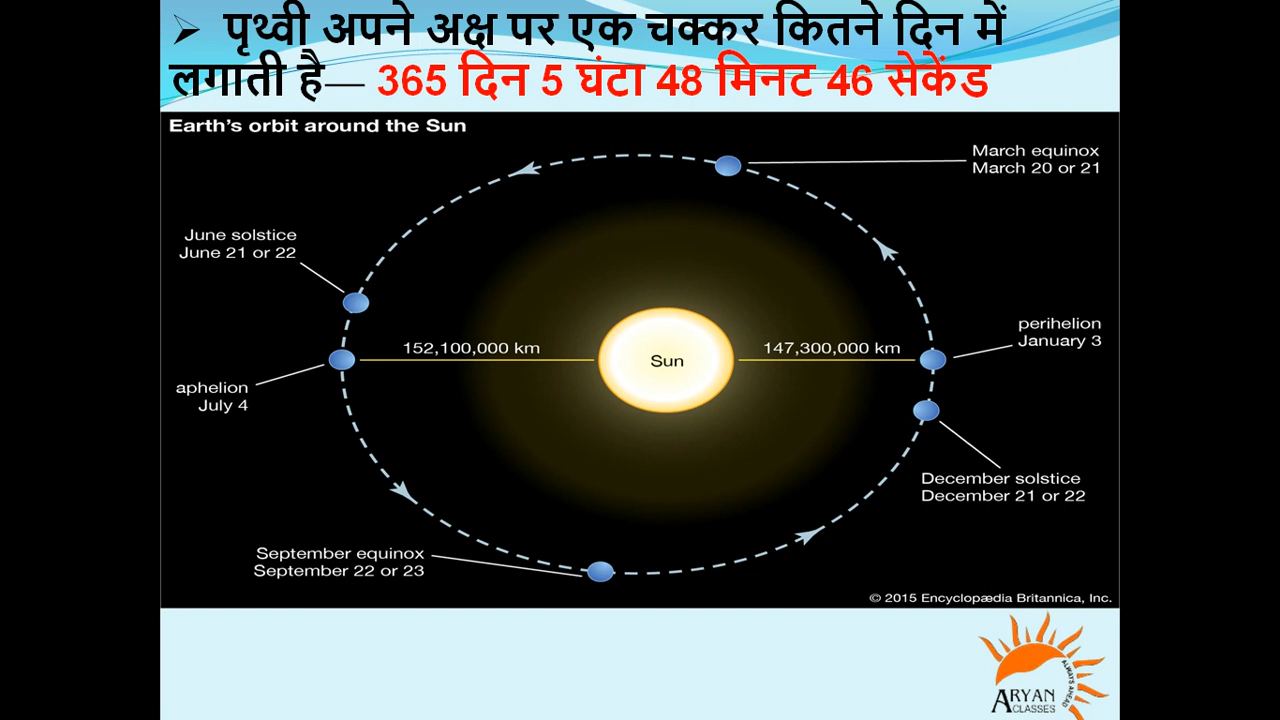 पृथ्वी अपने अक्ष पर एक चक्कर कितने दिन में
लगाती है— 365 दिन 5 घंटा 48 मिनट 46 सेकेंड
Earth's orbit around the Sun
March equinox
March 20 or 21
June solstice
June 21 or 22
perihelion
January 3
152,100,000 km
147,300,000 km
Sun
aphelion
July 4
December solstice
December 21 or 22
September equinox
September 22 or 23
© 2015 Encyclopædia Britannica, Inc.
ALWAYS AHEAD
ARYAN
CLASSES